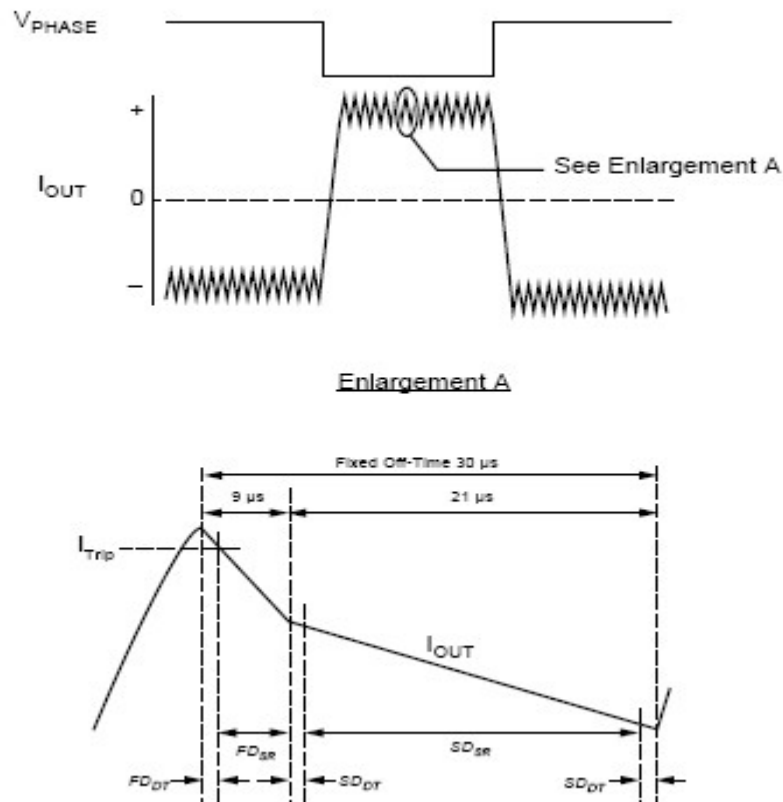 VPHASE
+
See Enlargement A
IOUT
0
–
Enlargement A
Fixed Off-Time 30 µs
9 µs
21 µs
ITrip
IOUT
FDSR
SDSR
FDDT
SDDT
SDDT